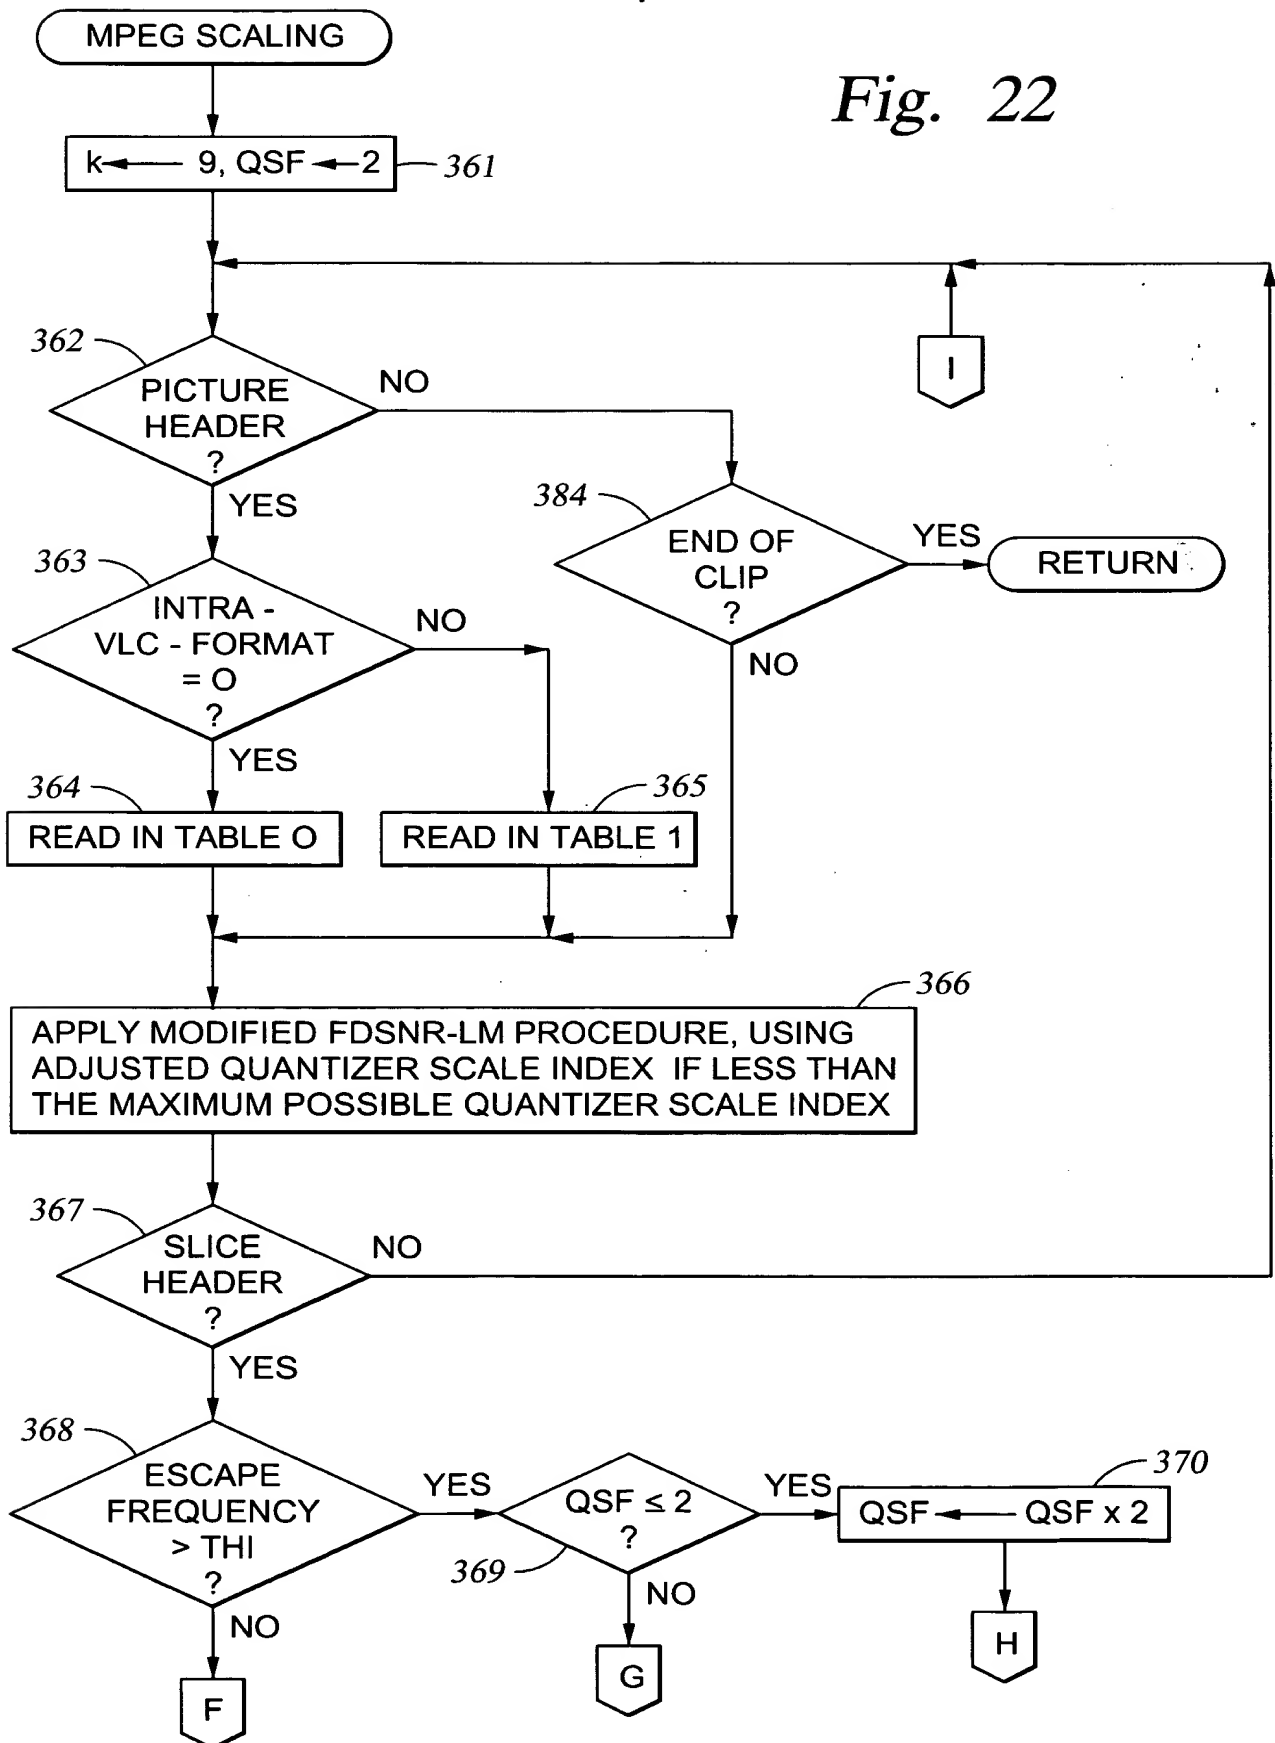 MPEG SCALING
Fig. 22
k← 9, QSF←2
361
362
PICTURE
HEADER
?
NO
YES
I
384
END OF
CLIP
?
YES
RETURN
NO
363
INTRA -
VLC - FORMAT
= O
?
NO
YES
364
READ IN TABLE O
365
READ IN TABLE 1
366
APPLY MODIFIED FDSNR-LM PROCEDURE, USING
ADJUSTED QUANTIZER SCALE INDEX IF LESS THAN
THE MAXIMUM POSSIBLE QUANTIZER SCALE INDEX
367
SLICE
HEADER
?
NO
YES
368
ESCAPE
FREQUENCY
> THI
?
YES
NO
F
QSF ≤ 2
?
369
YES
NO
G
370
QSF← QSF x 2
H